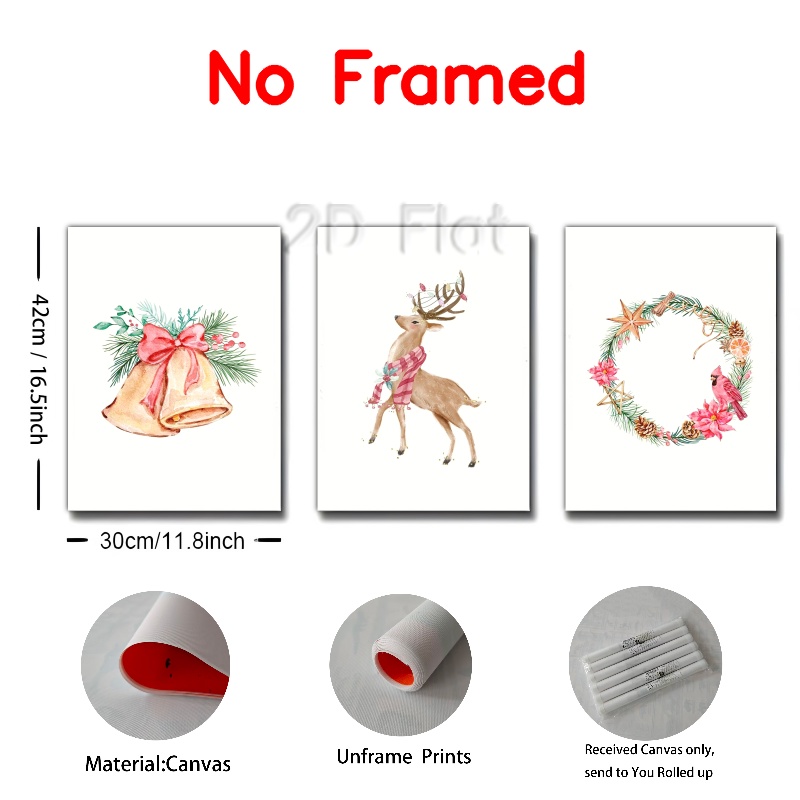 No Framed
2D Flat
42cm / 16.5inch
30cm/11.8inch
Material:Canvas
Unframe Prints
Received Canvas only,
send to You Rolled up